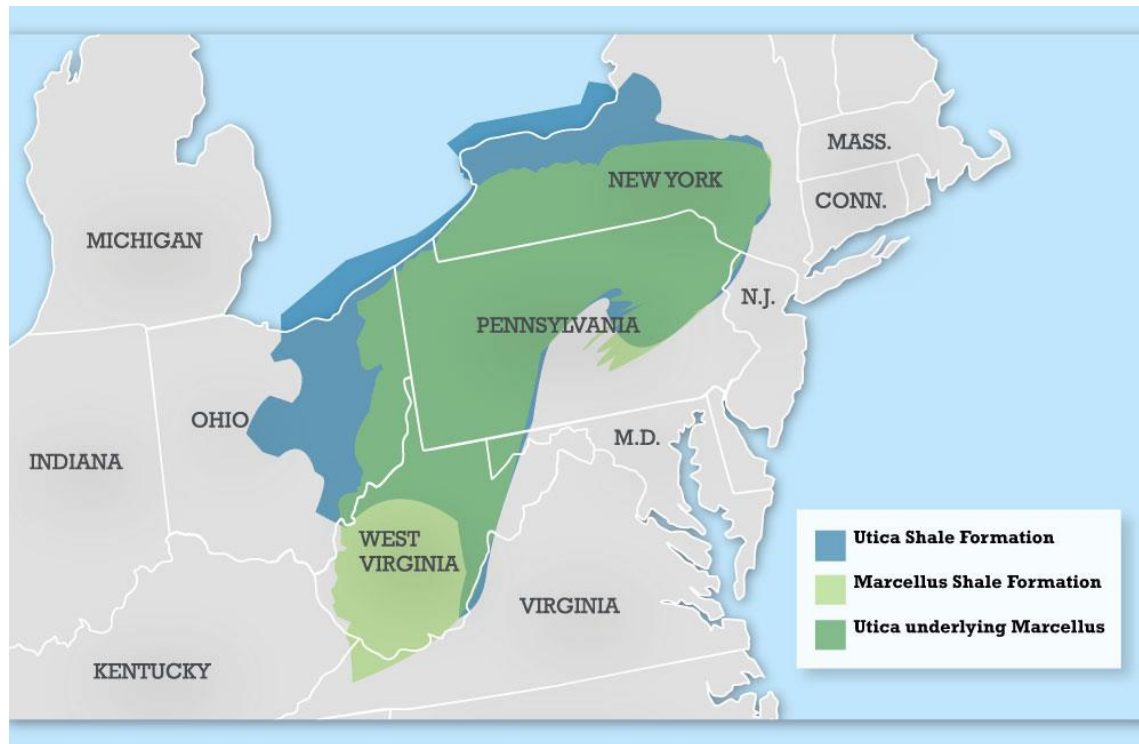 MASS.
NEW YORK
CONN.
MICHIGAN
N.J.
PENNSYLVANIA
OHIO
M.D.
INDIANA
WEST
VIRGINIA
VIRGINIA
KENTUCKY
Utica Shale Formation
Marcellus Shale Formation
Utica underlying Marcellus